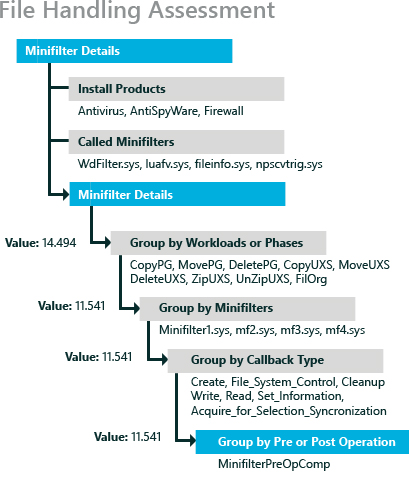 File Handling Assessment
Minifilter Details
Install Products
Antivirus, AntiSpyWare, Firewall
Called Minifilters
WdFilter.sys, luafv.sys, fileinfo.sys, npscvtrig.sys
Minifilter Details
Value: 14.494
Group by Workloads or Phases
CopyPG, MovePG, DeletePG, CopyUXS, MoveUXS
DeleteUXS, ZipUXS, UnZipUXS, FilOrg
Value: 11.541
Group by Minifilters
Minifilter1.sys, mf2.sys, mf3.sys, mf4.sys
Value: 11.541
Group by Callback Type
Create, File_System_Control, Cleanup
Write, Read, Set_Information,
Acquire_for_Selection_Syncronization
Value: 11.541
Group by Pre or Post Operation
MinifilterPreOpComp